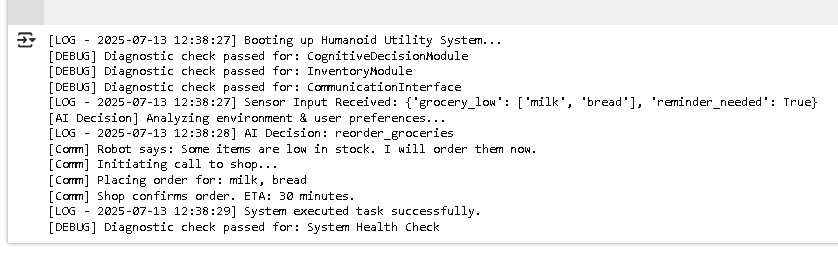 [LOG - 2025-07-13 12:38:27] Booting up Humanoid Utility System...
[DEBUG] Diagnostic check passed for: CognitiveDecisionModule
[DEBUG] Diagnostic check passed for: InventoryModule
[DEBUG] Diagnostic check passed for: CommunicationInterface
[LOG - 2025-07-13 12:38:27] Sensor Input Received: {'grocery_low': ['milk', 'bread'], 'reminder_needed': True}
[AI Decision] Analyzing environment & user preferences...
[LOG - 2025-07-13 12:38:28] AI Decision: reorder_groceries
[Comm] Robot says: Some items are low in stock. I will order them now.
[Comm] Initiating call to shop...
[Comm] Placing order for: milk, bread
[Comm] Shop confirms order. ETA: 30 minutes.
[LOG - 2025-07-13 12:38:29] System executed task successfully.
[DEBUG] Diagnostic check passed for: System Health Check